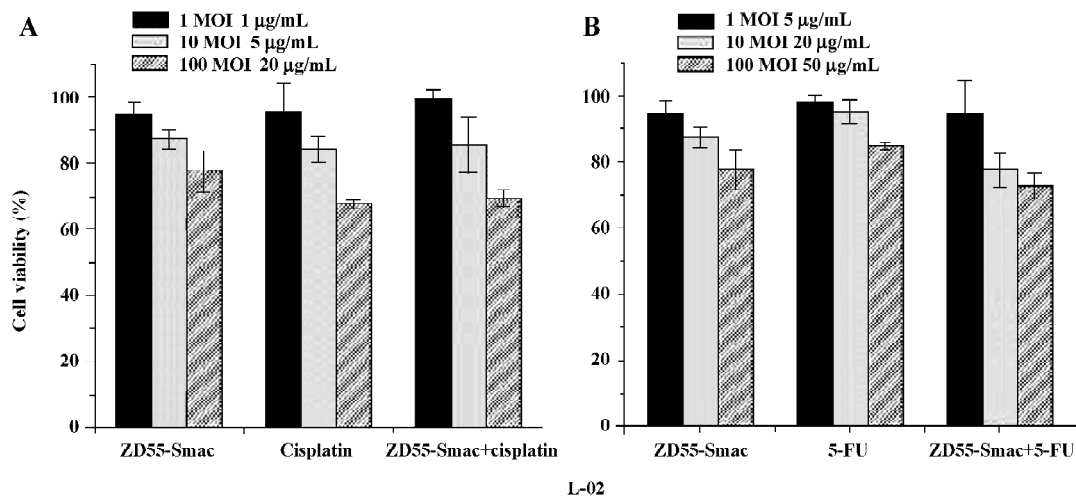 A
1 MOI 1 µg/mL
10 MOI 5 µg/mL
100 MOI 20 µg/mL
Cell viability (%)
100
80
60
40
20
0
ZD55-Smac Cisplatin ZD55-Smac+cisplatin
B
1 MOI 5 µg/mL
10 MOI 20 µg/mL
100 MOI 50 µg/mL
100
80
60
40
20
0
ZD55-Smac 5-FU ZD55-Smac+5-FU
L-02